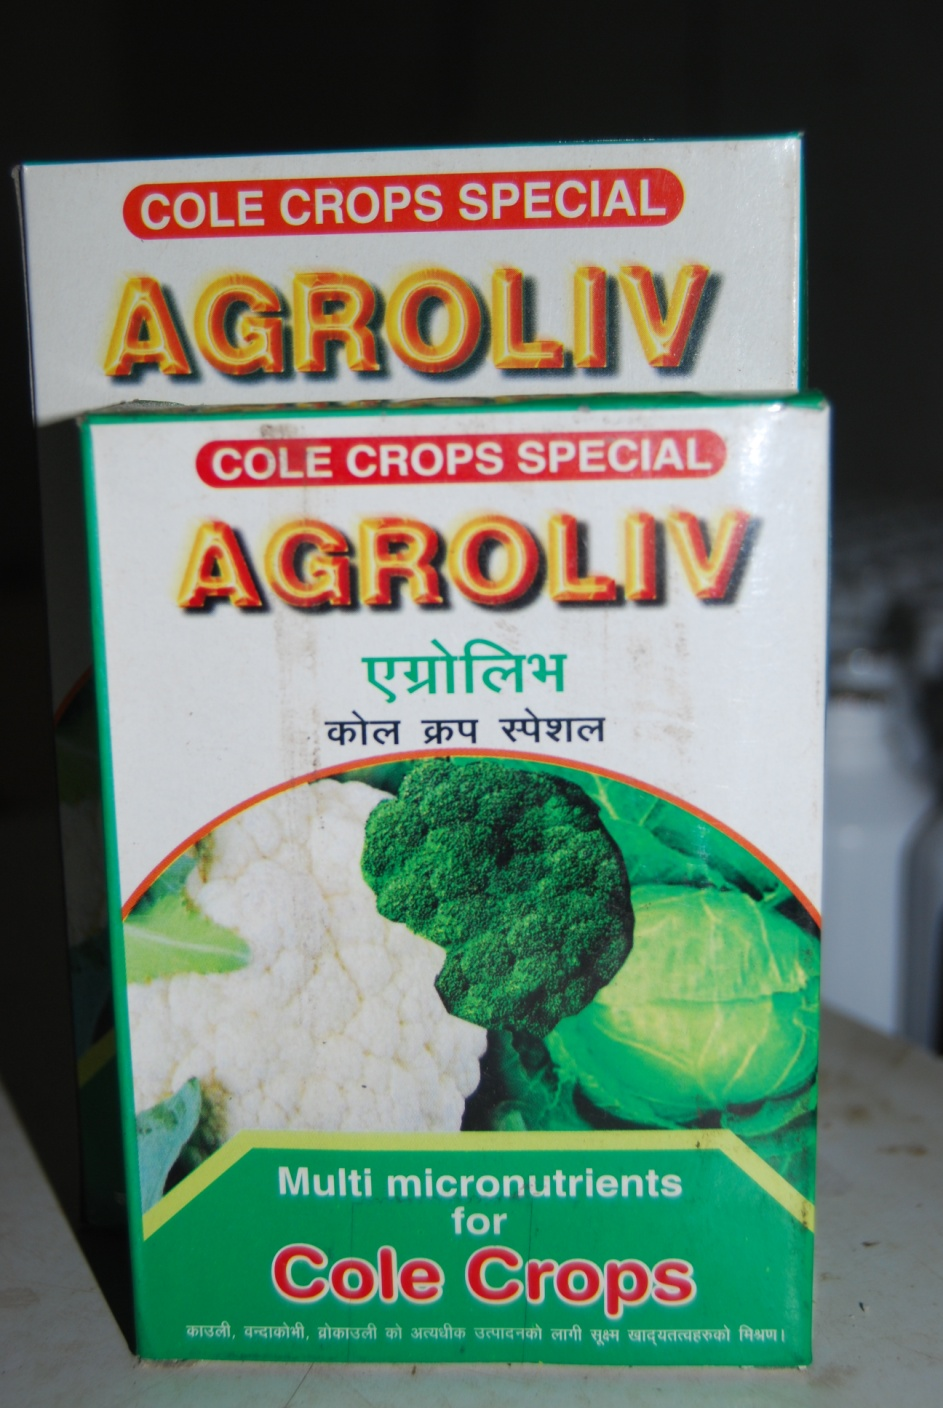 COLE CROPS SPECIAL
AGROLIV
COLE CROPS SPECIAL
AGROLIV
एग्रोलिभ
कोल क्रप स्पेशल
Multi micronutrients
for
Cole Crops
काउली, वन्दाकोभी, व्रोकाउली को अत्यधीक उत्पादनको लागी सूक्ष्म खाद्यतत्वहरुको मिश्रण।